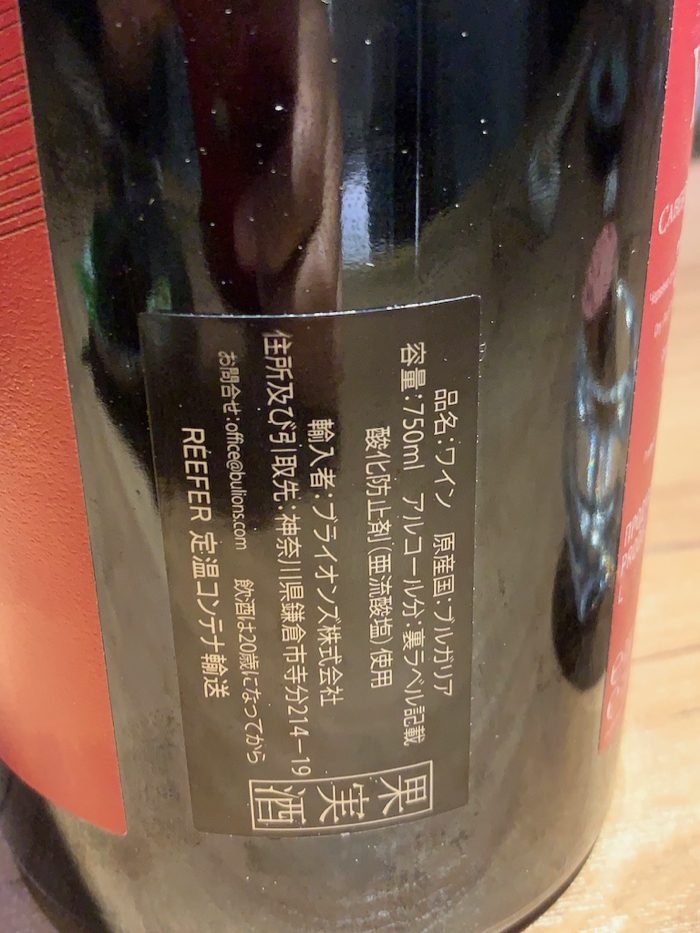 品名:ワイン　原産国:ブルガリア
容量:750ml　アルコール分:裏ラベル記載
酸化防止剤(亜硫酸塩)使用
輸入者:ブライオンズ株式会社
住所及び引取先:神奈川県鎌倉市寺分214-19
お問合せ:office@bulions.com　飲酒は20歳になってから
REEFER 定温コンテナ輸送
果実酒